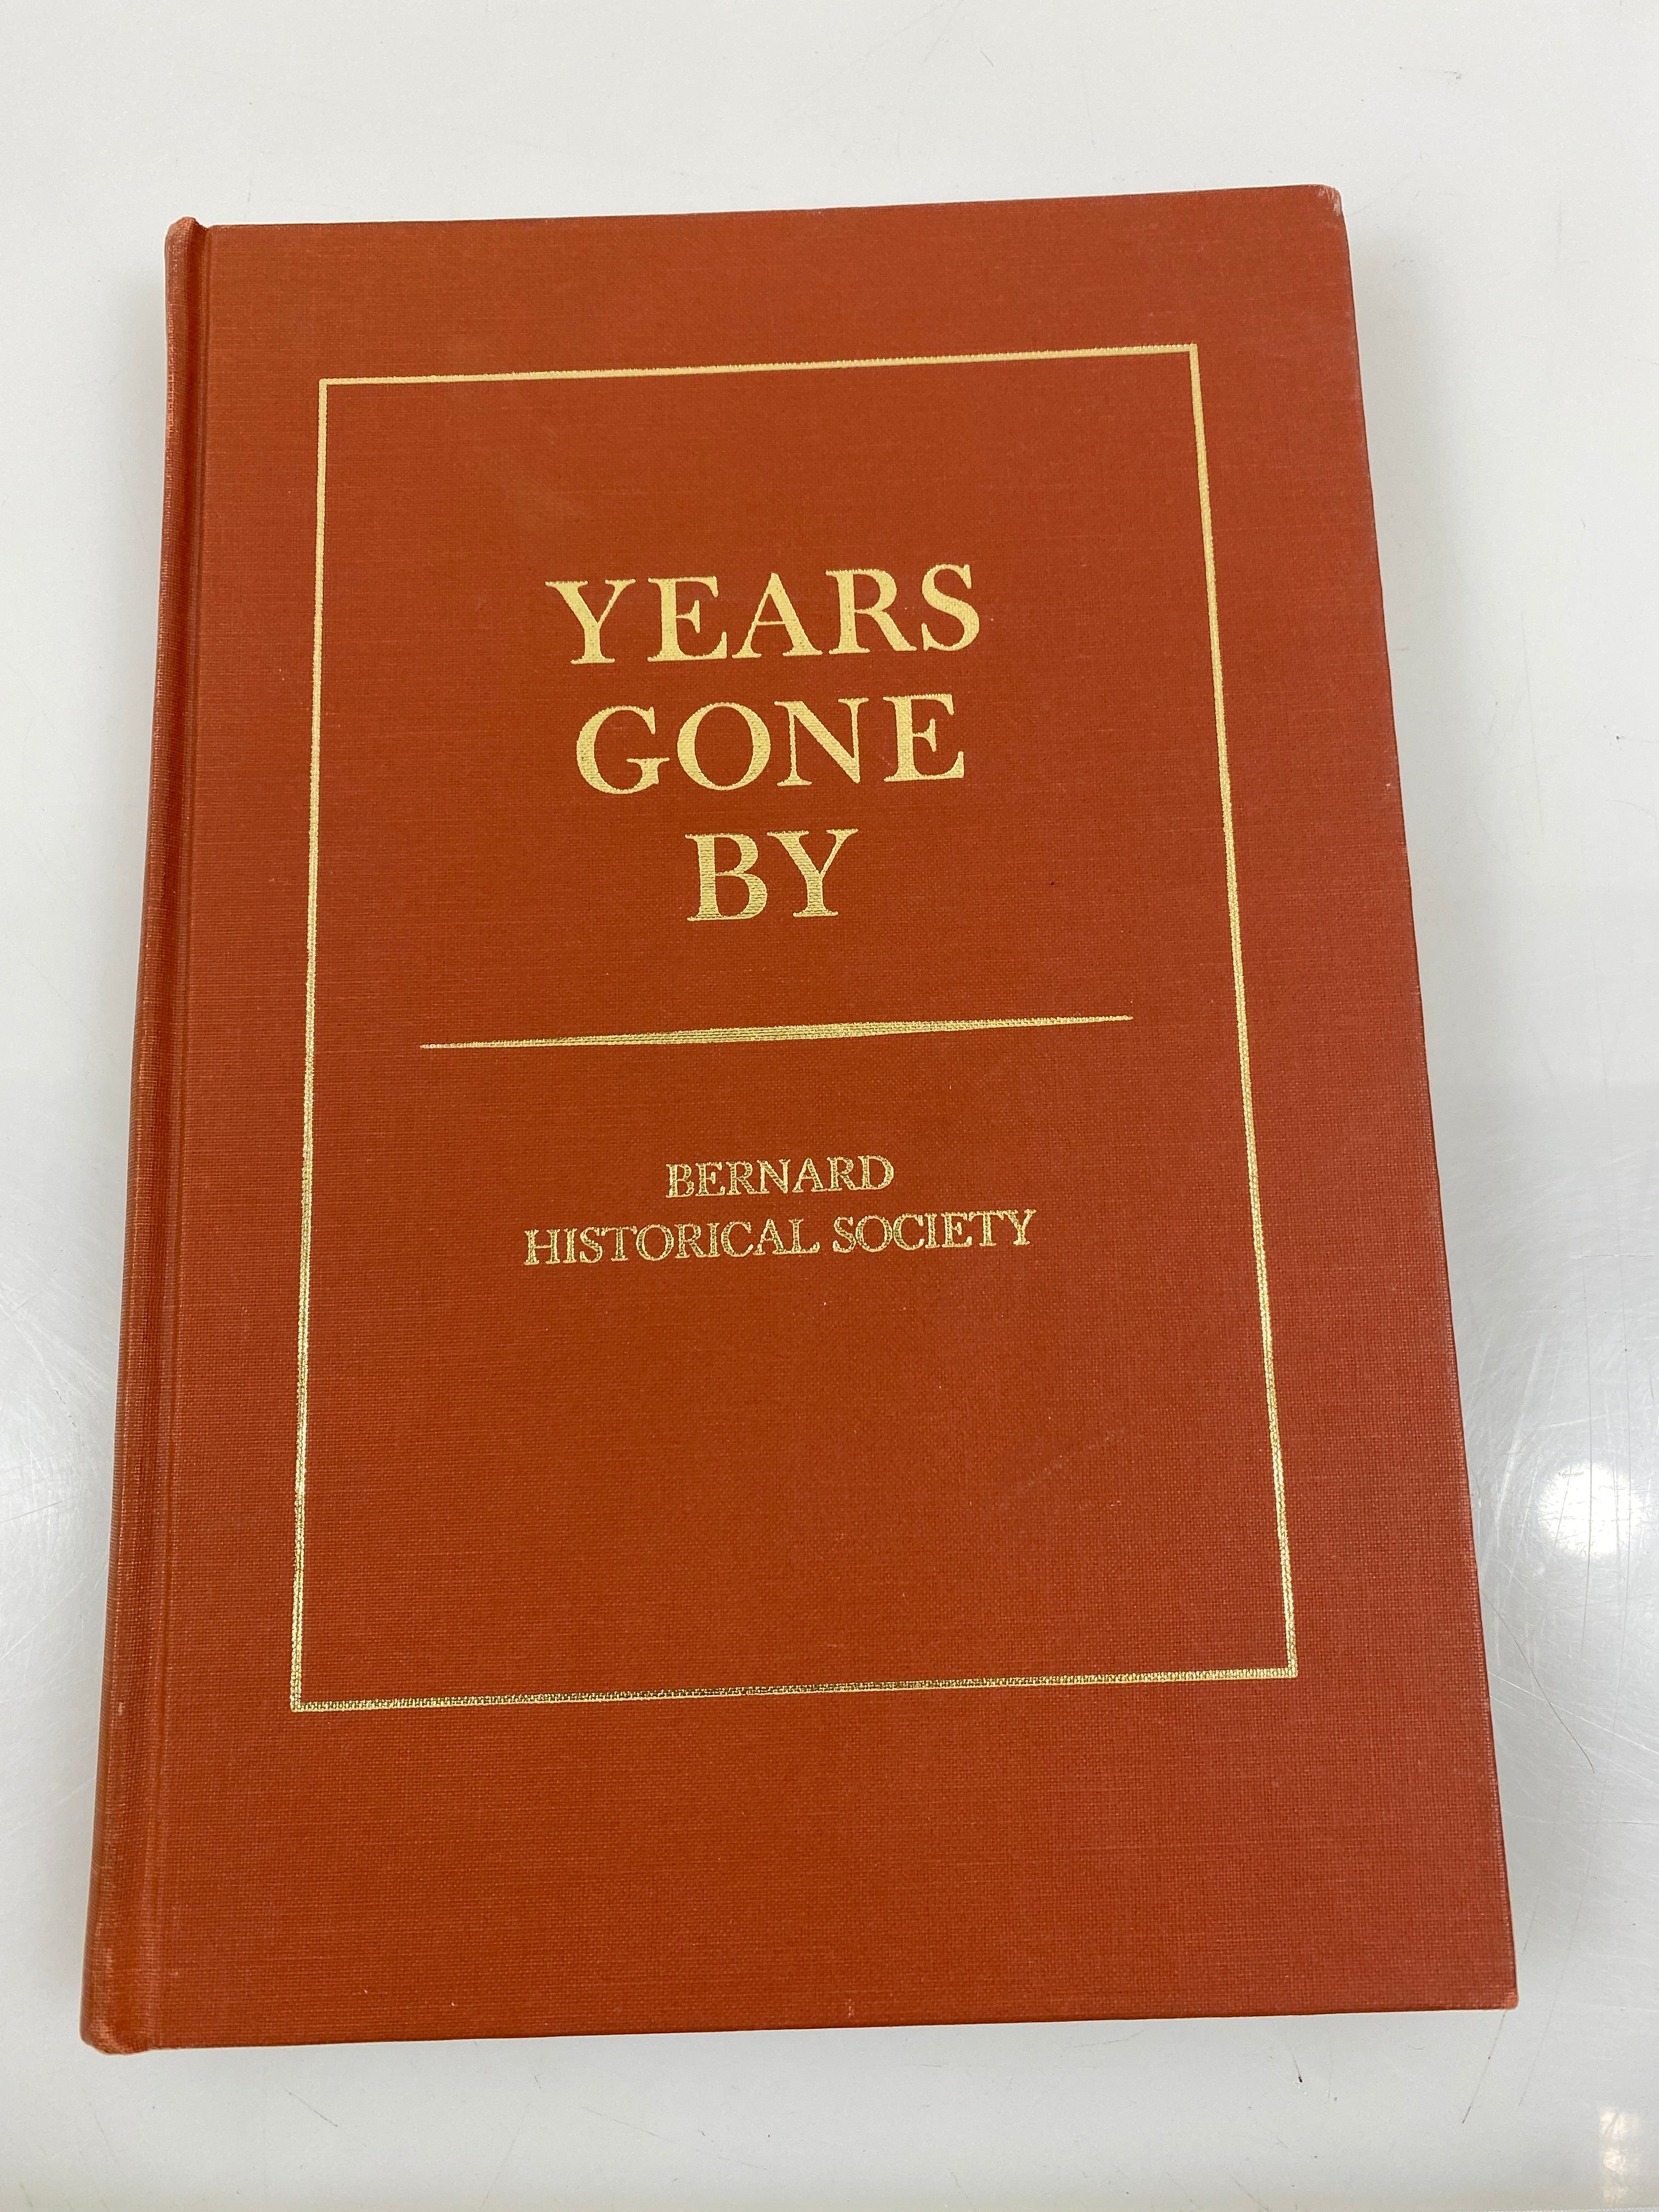 YEARS
GONE
BY
BERNARD
HISTORICAL SOCIETY